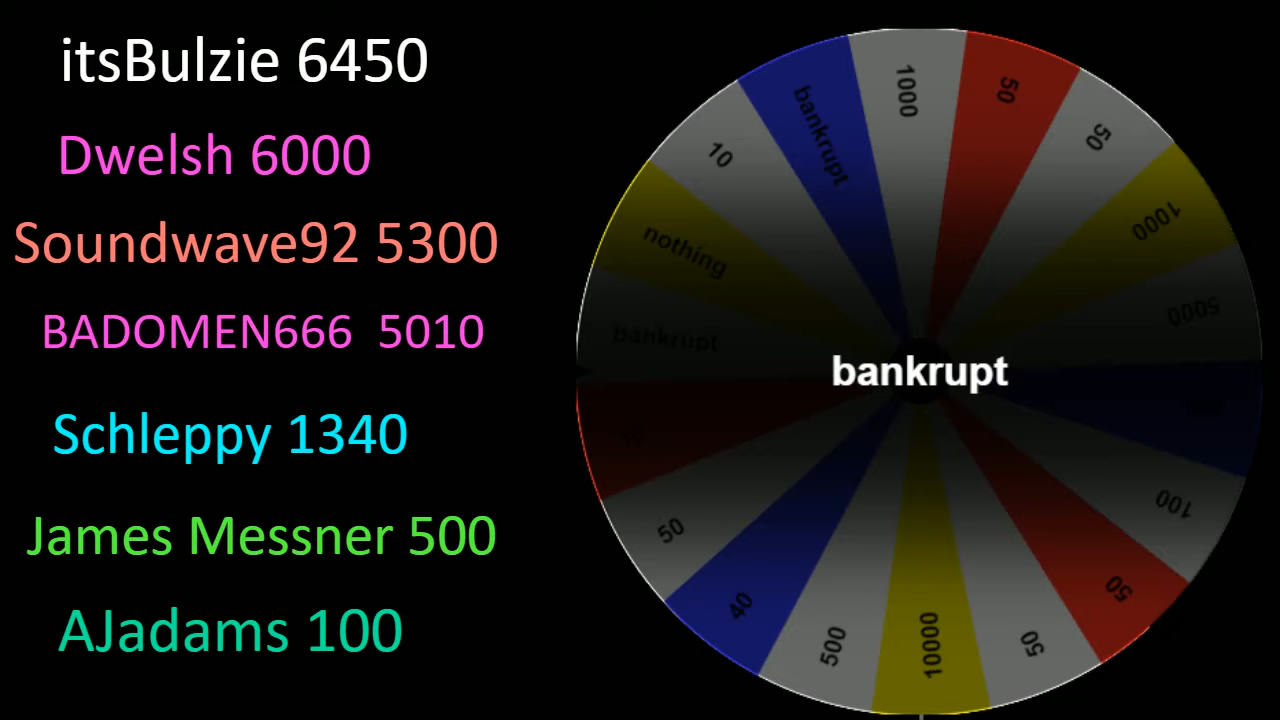 itsBulzie 6450
Dwelsh 6000
Soundwave92 5300
BADOMEN666 5010
Schleppy 1340
James Messner 500
AJadams 100
bankrupt
1000
50
50
1000
5000
100
50
50
10000
500
40
50
bankrupt
nothing
10
bankrupt